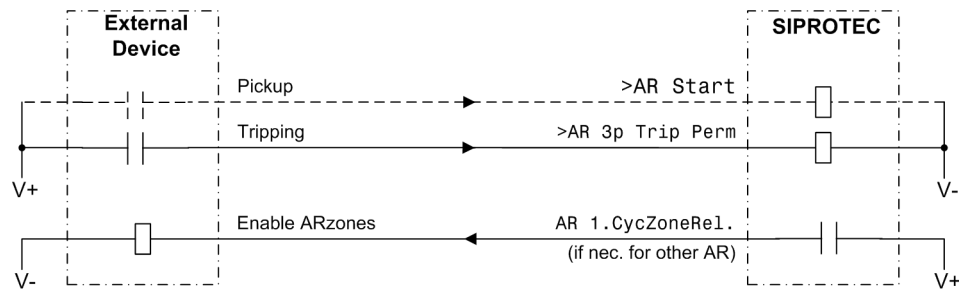 External
Device
SIPROTEC
Pickup
>AR Start
Tripping
>AR 3p Trip Perm
V+
V-
Enable ARzones
AR 1.CycZoneRel.
(if nec. for other AR)
V-
V+